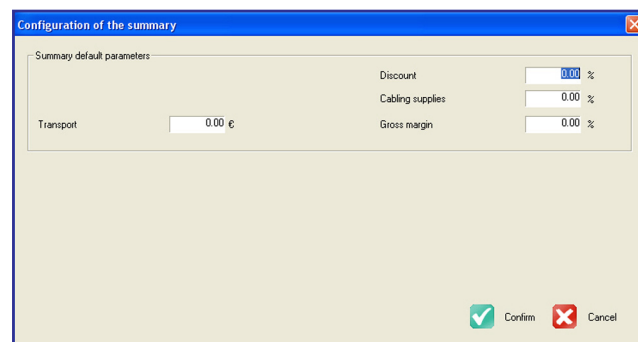 Configuration of the summary
Summary default parameters
Discount 0.00 %
Cabling supplies 0.00 %
Transport 0.00 € Gross margin 0.00 %
Confirm Cancel